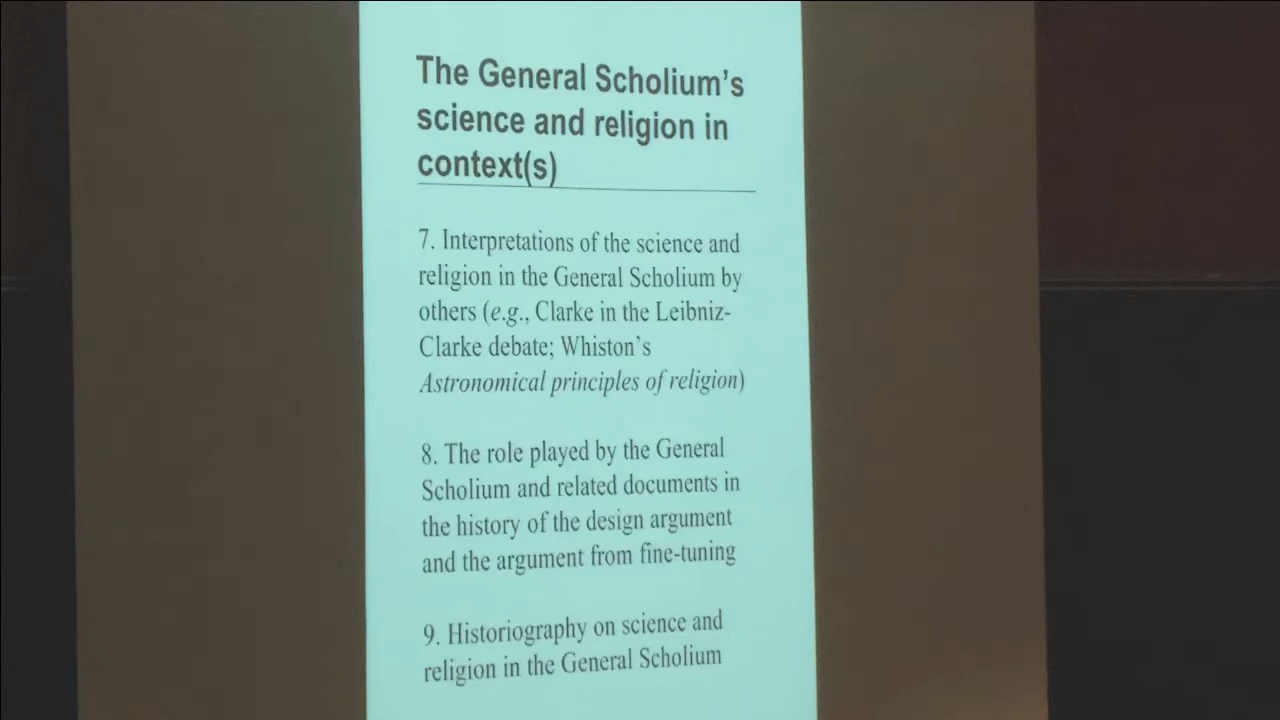 The General Scholium's
science and religion in
context(s)
7. Interpretations of the science and
religion in the General Scholium by
others (e.g., Clarke in the Leibniz-
Clarke debate; Whiston's
Astronomical principles of religion)
8. The role played by the General
Scholium and related documents in
the history of the design argument
and the argument from fine-tuning
9. Historiography on science and
religion in the General Scholium